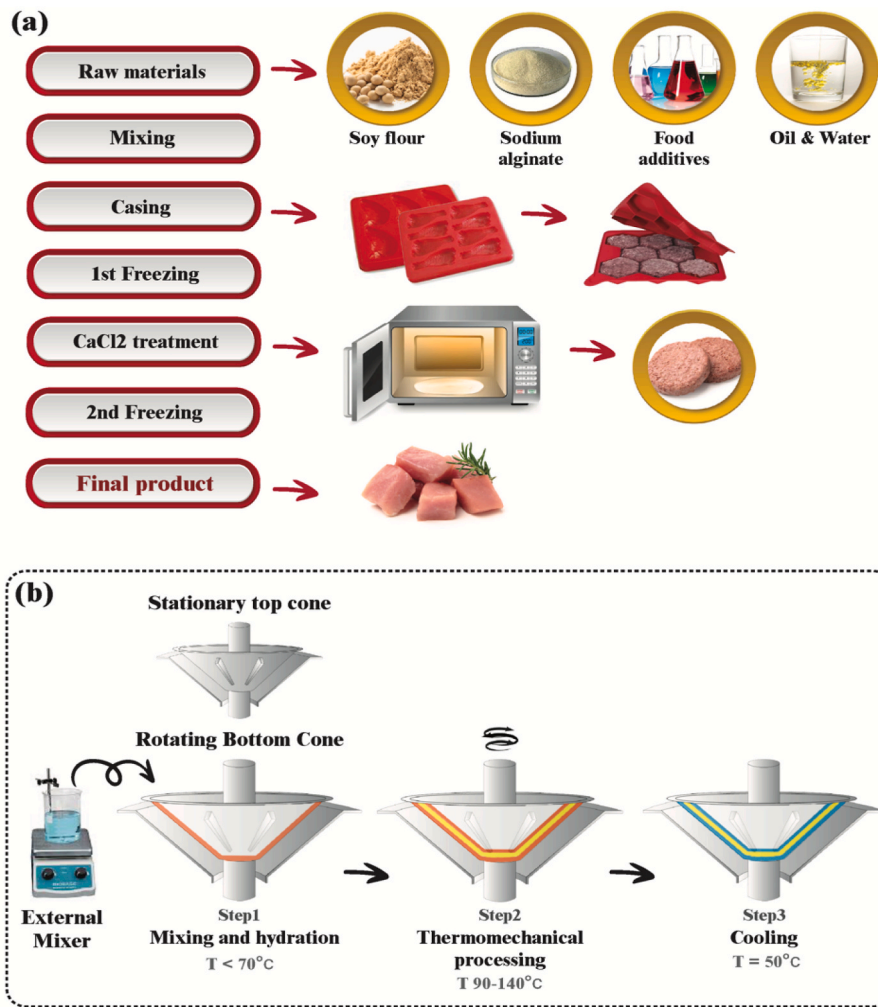 (a)
Raw materials
Soy flour
Sodium
alginate
Food
additives
Oil & Water
Mixing
Casing
1st Freezing
CaCl2 treatment
2nd Freezing
Final product
(b)
Stationary top cone
Rotating Bottom Cone
External
Mixer
Step1
Mixing and hydration
T < 70°C
Step2
Thermomechanical
processing
T 90-140°C
Step3
Cooling
T = 50°C